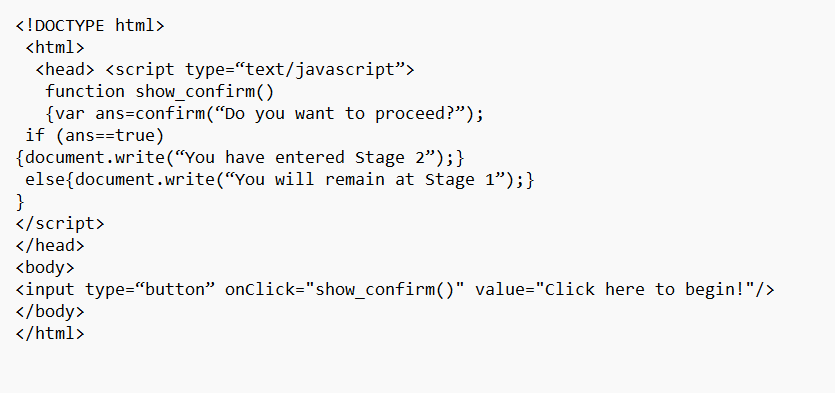 <!DOCTYPE html>
<html>
<head> <script type=“text/javascript”>
function show_confirm()
{var ans=confirm(“Do you want to proceed?”);
if (ans==true)
{document.write(“You have entered Stage 2”);}
else{document.write(“You will remain at Stage 1”);}
}
</script>
</head>
<body>
<input type=“button” onClick="show_confirm()" value="Click here to begin!"/>
</body>
</html>